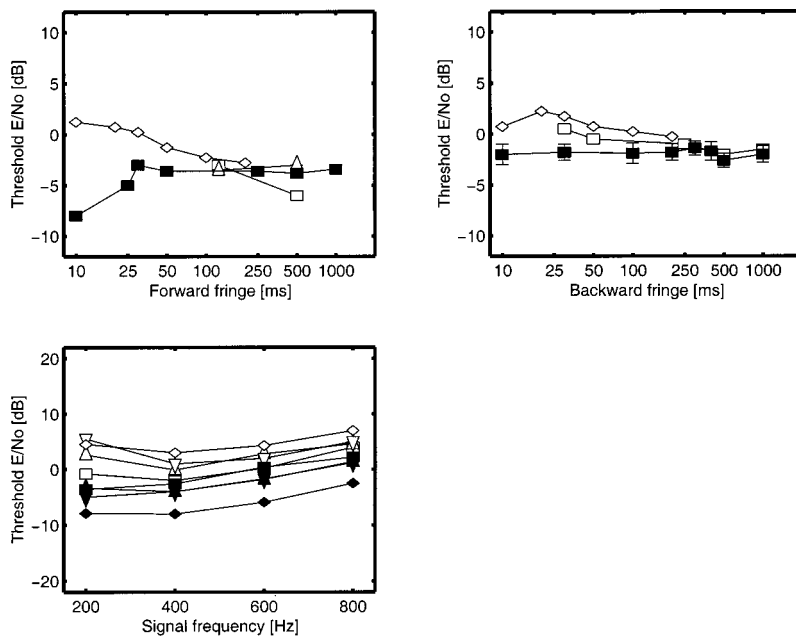 10
5
0
−5
−10
Threshold E/No [dB]
10 25 50 100 250 500 1000
Forward fringe [ms]
10
5
0
−5
−10
Threshold E/No [dB]
10 25 50 100 250 500 1000
Backward fringe [ms]
20
10
0
−10
−20
Threshold E/No [dB]
200 400 600 800
Signal frequency [Hz]